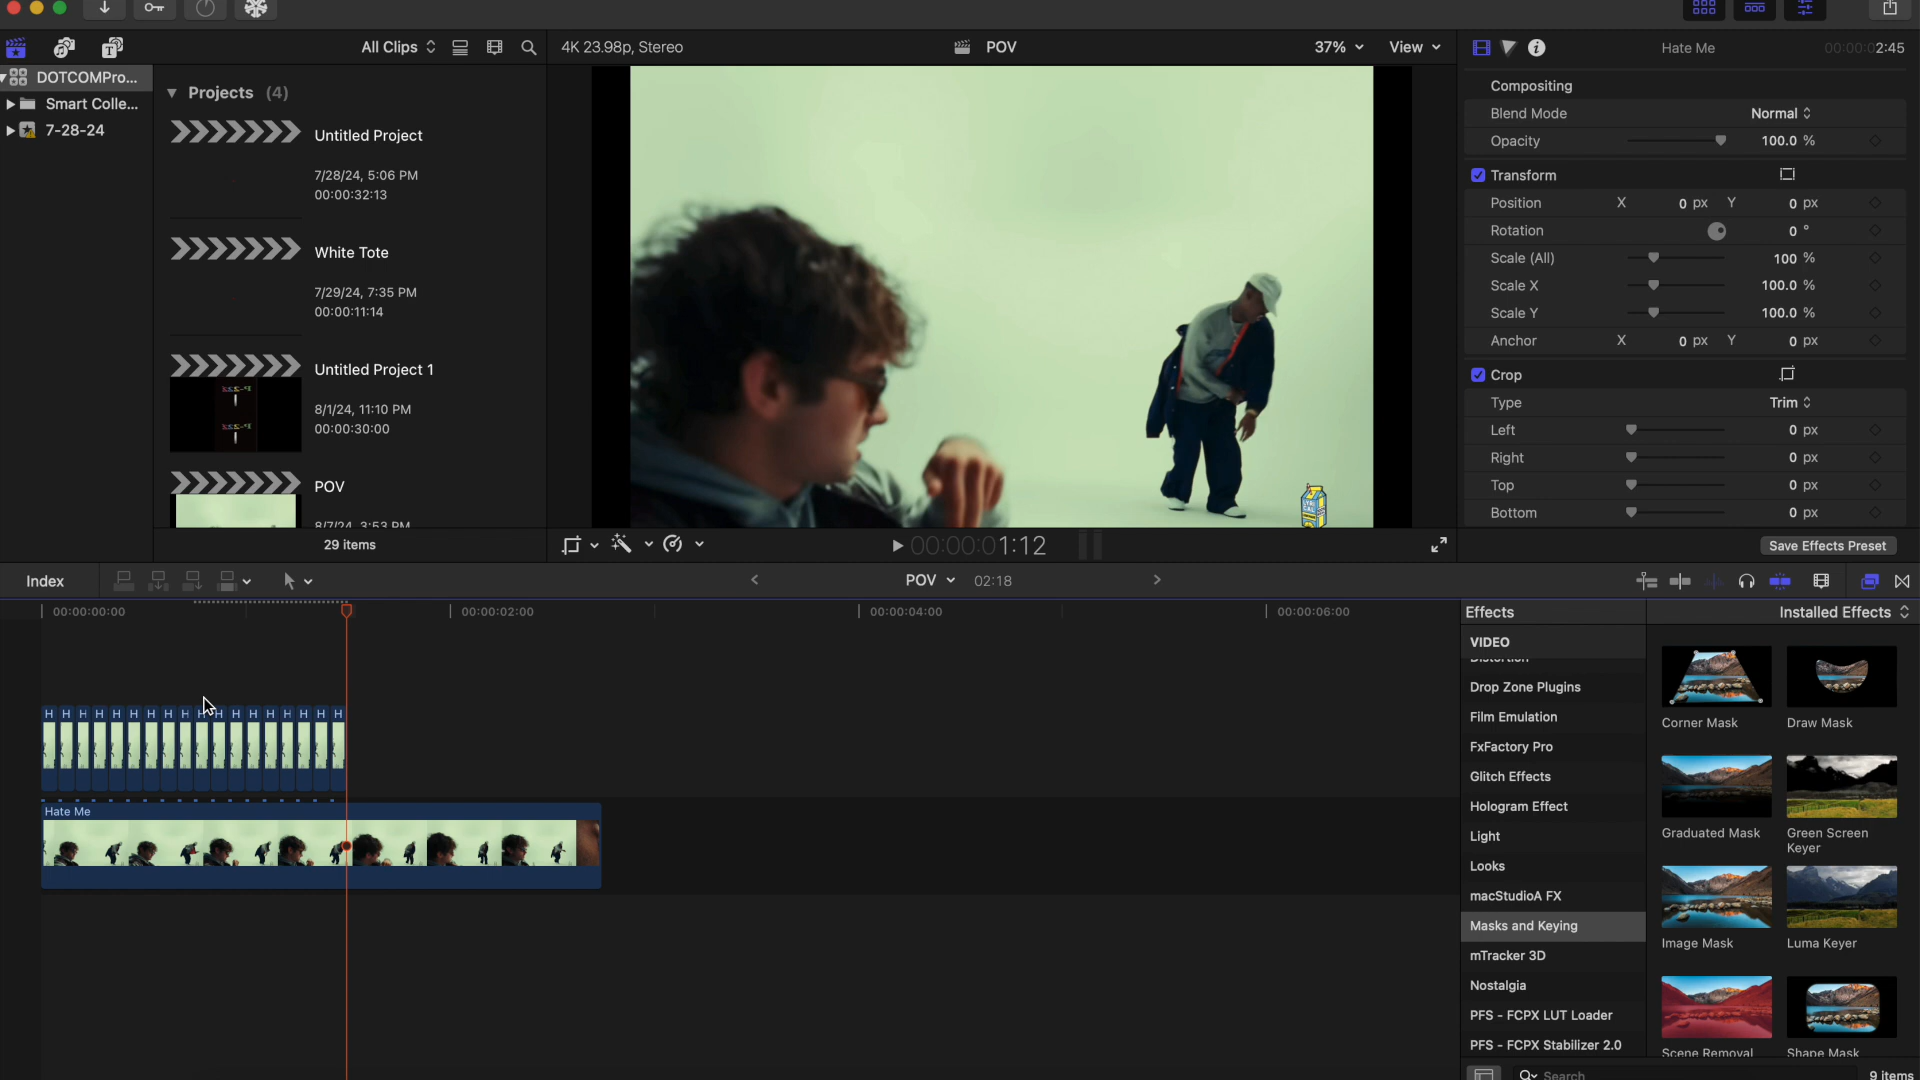 All Clips
4K 23.98p, Stereo
POV
37%
View
Hate Me
00:00:02:45
DOTCOMPro...
Smart Colle...
7-28-24
Projects (4)
Untitled Project
7/28/24, 5:06 PM
00:00:32:13
White Tote
7/29/24, 7:35 PM
00:00:11:14
Untitled Project 1
8/1/24, 11:10 PM
00:00:30:00
POV
8/7/24, 3:53 PM
29 items
LYRICAL
00:00:01:12
Compositing
Blend Mode Normal
Opacity 100.0 %
Transform
Position X 0 px Y 0 px
Rotation 0 °
Scale (All) 100 %
Scale X 100.0 %
Scale Y 100.0 %
Anchor X 0 px Y 0 px
Crop
Type Trim
Left 0 px
Right 0 px
Top 0 px
Bottom 0 px
Save Effects Preset
Index
POV 02:18
00:00:00:00
00:00:02:00
00:00:04:00
00:00:06:00
H H H H H H H H H H H H H H H H H H
Hate Me
Effects
Installed Effects
VIDEO
Distortion
Drop Zone Plugins
Film Emulation
FxFactory Pro
Glitch Effects
Hologram Effect
Light
Looks
macStudioA FX
Masks and Keying
mTracker 3D
Nostalgia
PFS - FCPX LUT Loader
PFS - FCPX Stabilizer 2.0
Corner Mask
Draw Mask
Graduated Mask
Green Screen
Keyer
Image Mask
Luma Keyer
Scene Removal
Shape Mask
Search
9 items